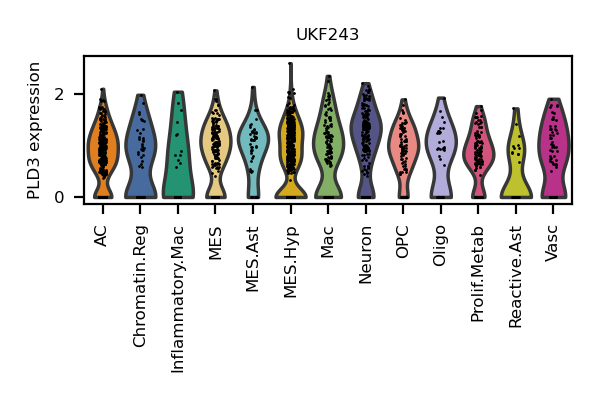 UKF243
PLD3 expression
2
0
AC
Chromatin.Reg
Inflammatory.Mac
MES
MES.Ast
MES.Hyp
Mac
Neuron
OPC
Oligo
Prolif.Metab
Reactive.Ast
Vasc